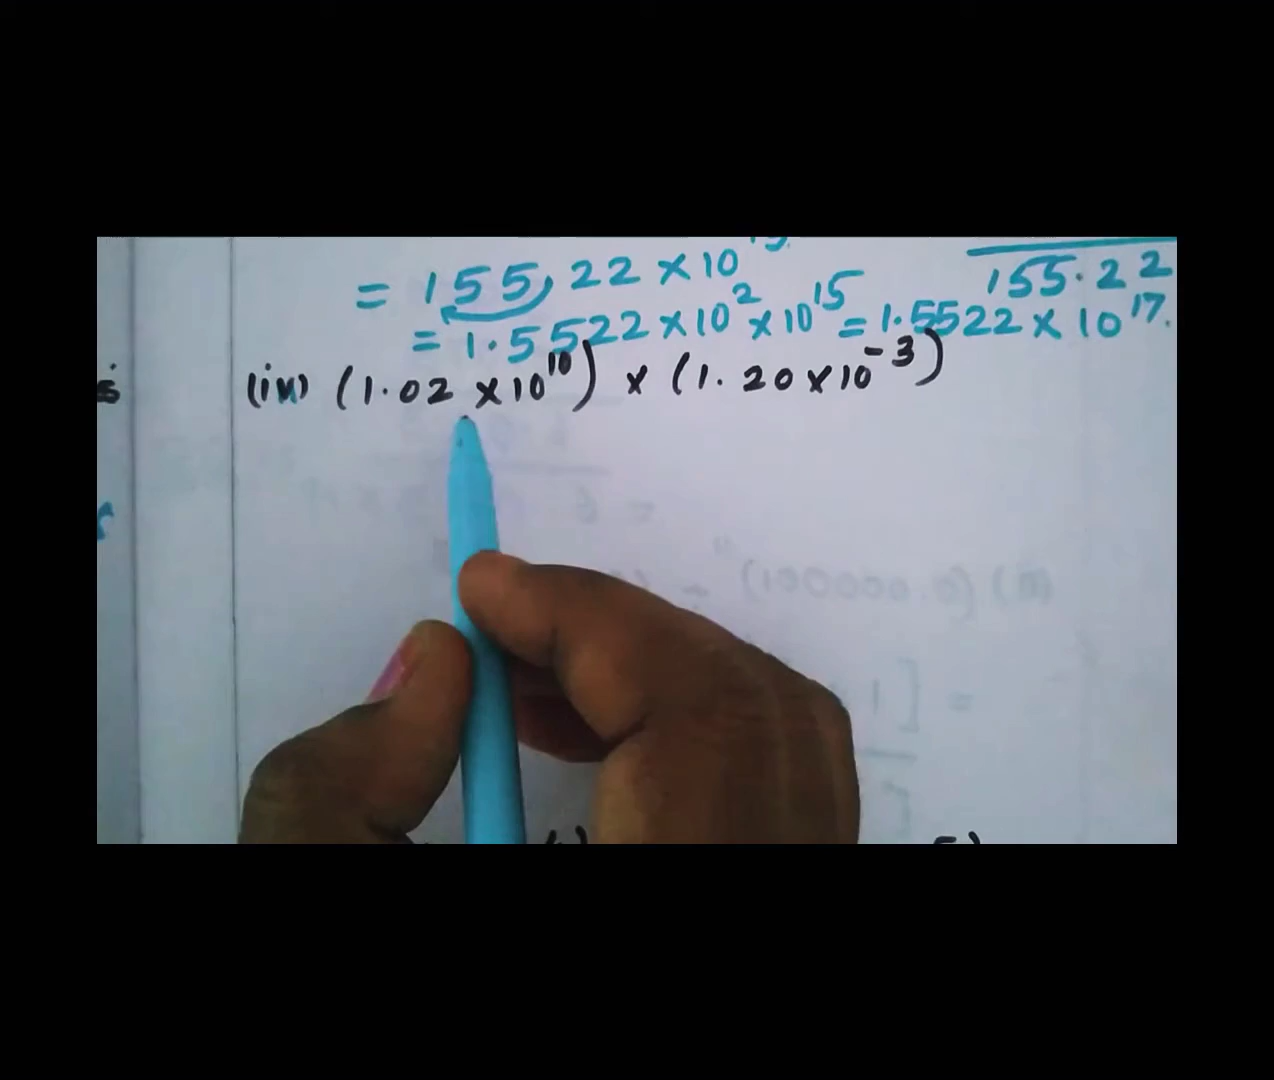 = 155.22 × 10
155.22
= 1.5522 × 10² × 10¹⁵ = 1.5522 × 10¹⁷.
(iv) (1.02 × 10¹⁰) × (1.20 × 10⁻³)